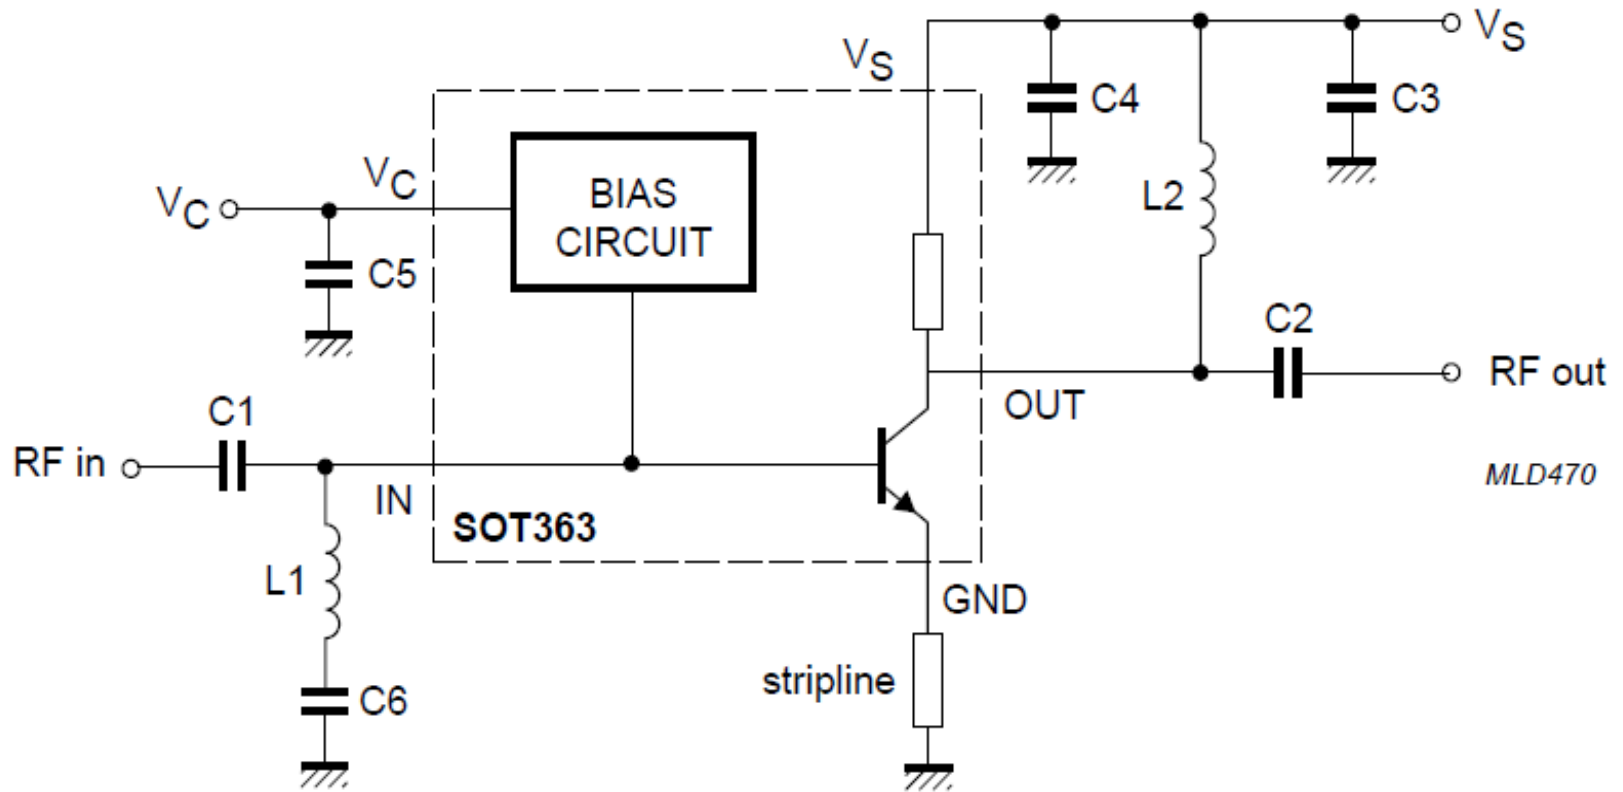 VS
VS
C4
C3
VC
VC
BIAS
CIRCUIT
L2
C5
C2
RF out
OUT
C1
RF in
IN
MLD470
SOT363
L1
GND
stripline
C6